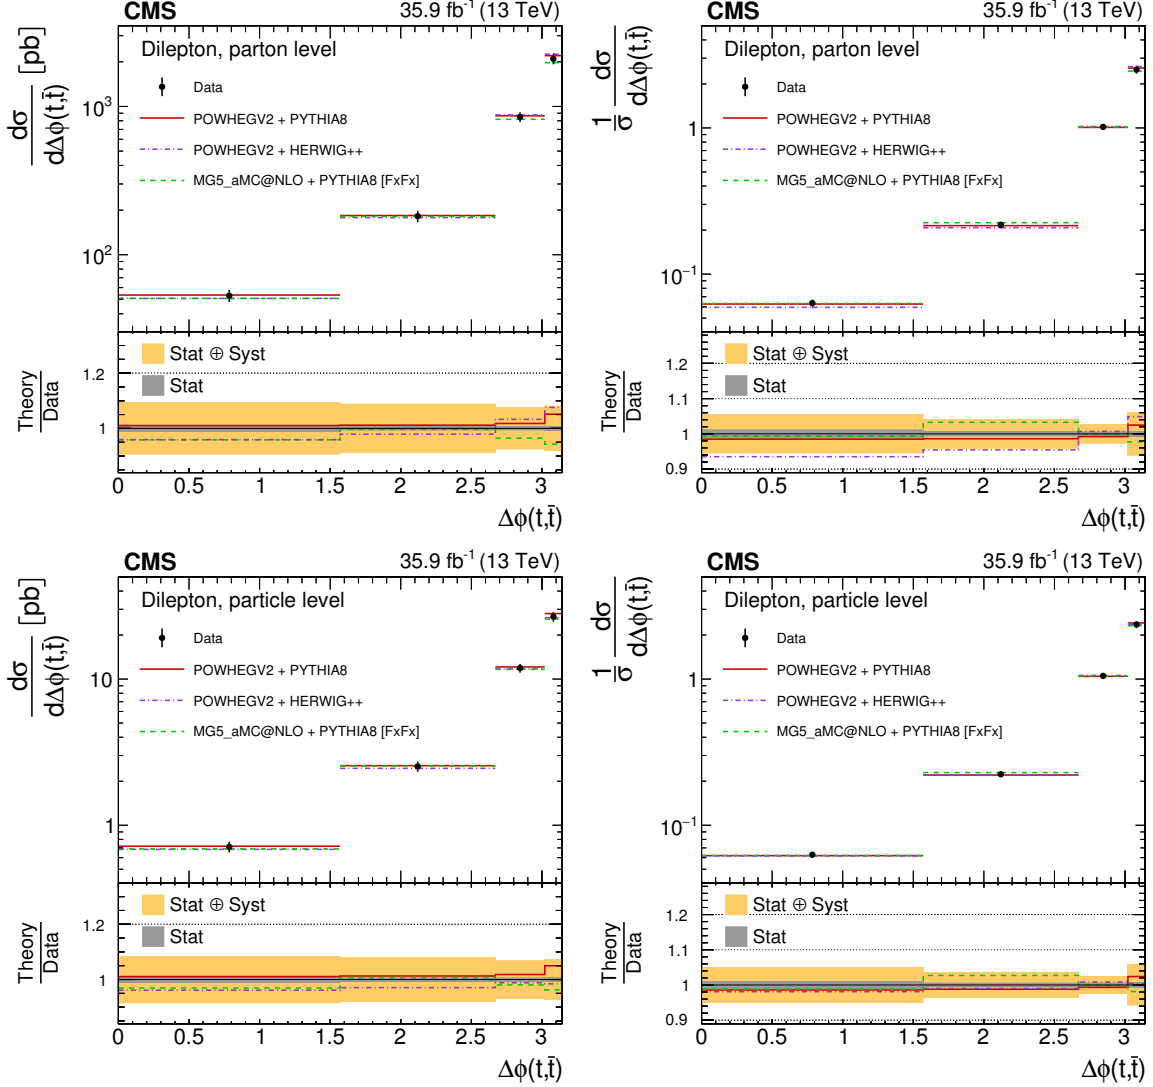 CMS 35.9 fb⁻¹ (13 TeV)
dσ/dΔϕ(t,t̄) [pb]
Dilepton, parton level
Data
POWHEGV2 + PYTHIA8
POWHEGV2 + HERWIG++
MG5_aMC@NLO + PYTHIA8 [FxFx]
10³
10²
Theory/Data
Stat ⊕ Syst
Stat
1.2
1
0 0.5 1 1.5 2 2.5 3
Δϕ(t,t̄)
CMS 35.9 fb⁻¹ (13 TeV)
1/σ dσ/dΔϕ(t,t̄)
Dilepton, parton level
Data
POWHEGV2 + PYTHIA8
POWHEGV2 + HERWIG++
MG5_aMC@NLO + PYTHIA8 [FxFx]
1
10⁻¹
Theory/Data
Stat ⊕ Syst
Stat
1.2
1.1
1
0.9
0 0.5 1 1.5 2 2.5 3
Δϕ(t,t̄)
CMS 35.9 fb⁻¹ (13 TeV)
dσ/dΔϕ(t,t̄) [pb]
Dilepton, particle level
Data
POWHEGV2 + PYTHIA8
POWHEGV2 + HERWIG++
MG5_aMC@NLO + PYTHIA8 [FxFx]
10
1
Theory/Data
Stat ⊕ Syst
Stat
1.2
1
0 0.5 1 1.5 2 2.5 3
Δϕ(t,t̄)
CMS 35.9 fb⁻¹ (13 TeV)
1/σ dσ/dΔϕ(t,t̄)
Dilepton, particle level
Data
POWHEGV2 + PYTHIA8
POWHEGV2 + HERWIG++
MG5_aMC@NLO + PYTHIA8 [FxFx]
1
10⁻¹
Theory/Data
Stat ⊕ Syst
Stat
1.2
1.1
1
0.9
0 0.5 1 1.5 2 2.5 3
Δϕ(t,t̄)